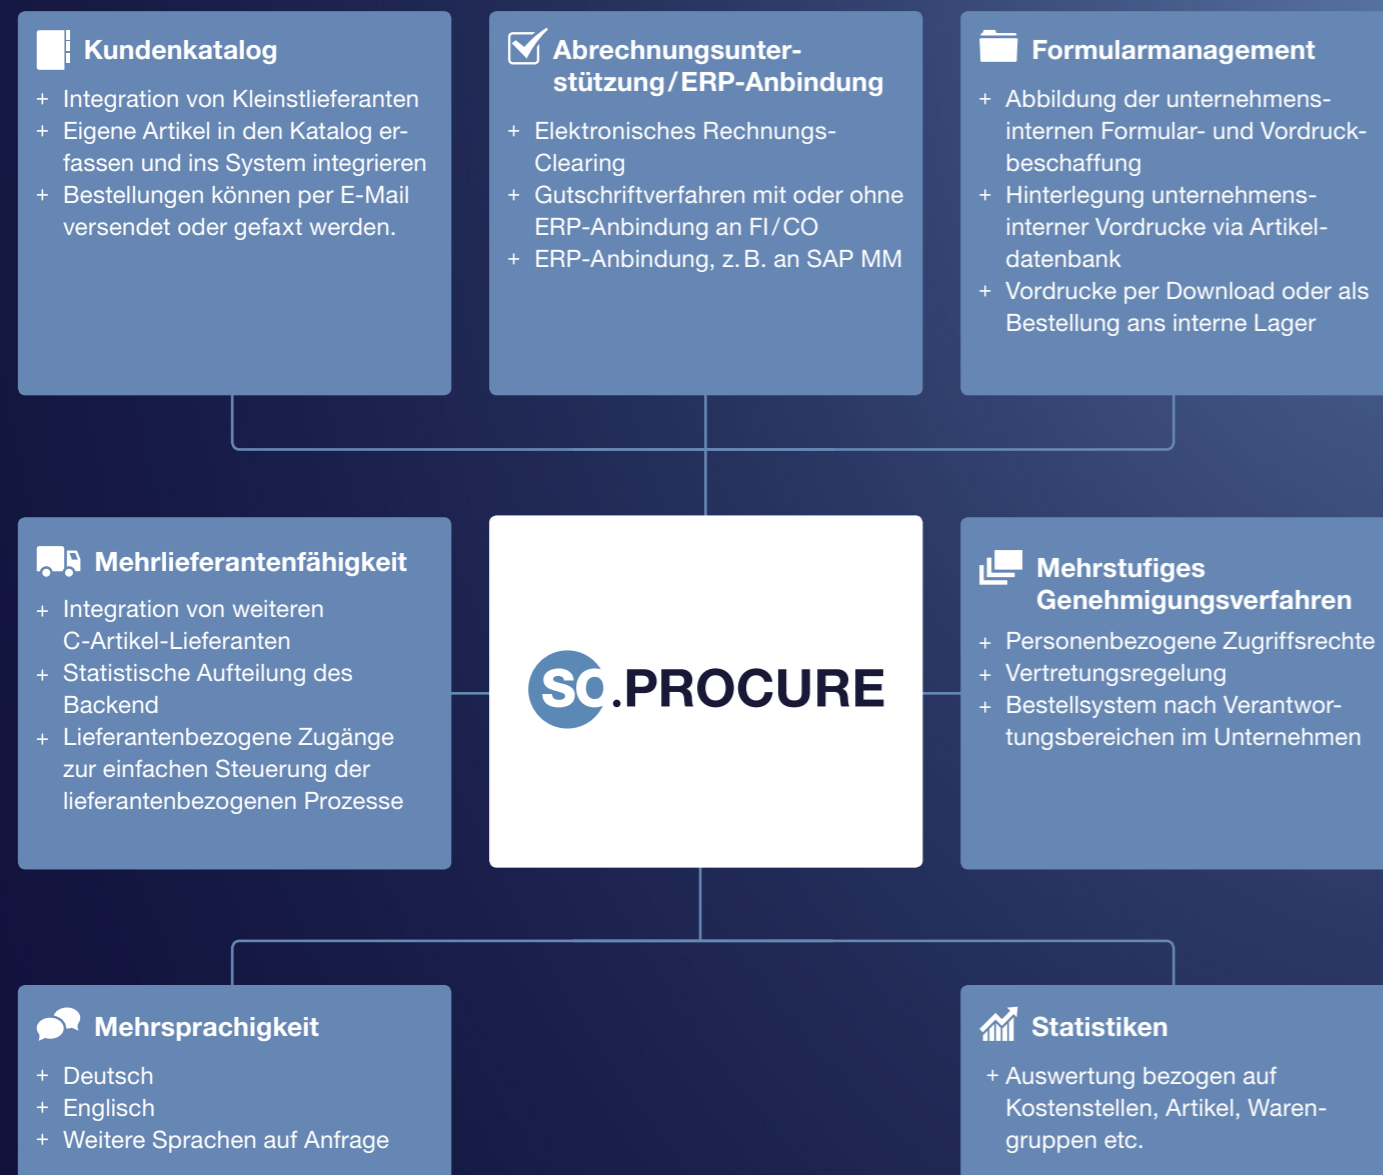 Kundenkatalog
+ Integration von Kleinstlieferanten
+ Eigene Artikel in den Katalog er-
fassen und ins System integrieren
+ Bestellungen können per E-Mail
versendet oder gefaxt werden.
Abrechnungsunter-
stützung/ERP-Anbindung
+ Elektronisches Rechnungs-
Clearing
+ Gutschriftverfahren mit oder ohne
ERP-Anbindung an FI/CO
+ ERP-Anbindung, z. B. an SAP MM
Formularmanagement
+ Abbildung der unternehmens-
internen Formular- und Vordruck-
beschaffung
+ Hinterlegung unternehmens-
interner Vordrucke via Artikel-
datenbank
+ Vordrucke per Download oder als
Bestellung ans interne Lager
Mehrlieferantenfähigkeit
+ Integration von weiteren
C-Artikel-Lieferanten
+ Statistische Aufteilung des
Backend
+ Lieferantenbezogene Zugänge
zur einfachen Steuerung der
lieferantenbezogenen Prozesse
SO.PROCURE
Mehrstufiges
Genehmigungsverfahren
+ Personenbezogene Zugriffsrechte
+ Vertretungsregelung
+ Bestellsystem nach Verantwor-
tungsbereichen im Unternehmen
Mehrsprachigkeit
+ Deutsch
+ Englisch
+ Weitere Sprachen auf Anfrage
Statistiken
+ Auswertung bezogen auf
Kostenstellen, Artikel, Waren-
gruppen etc.